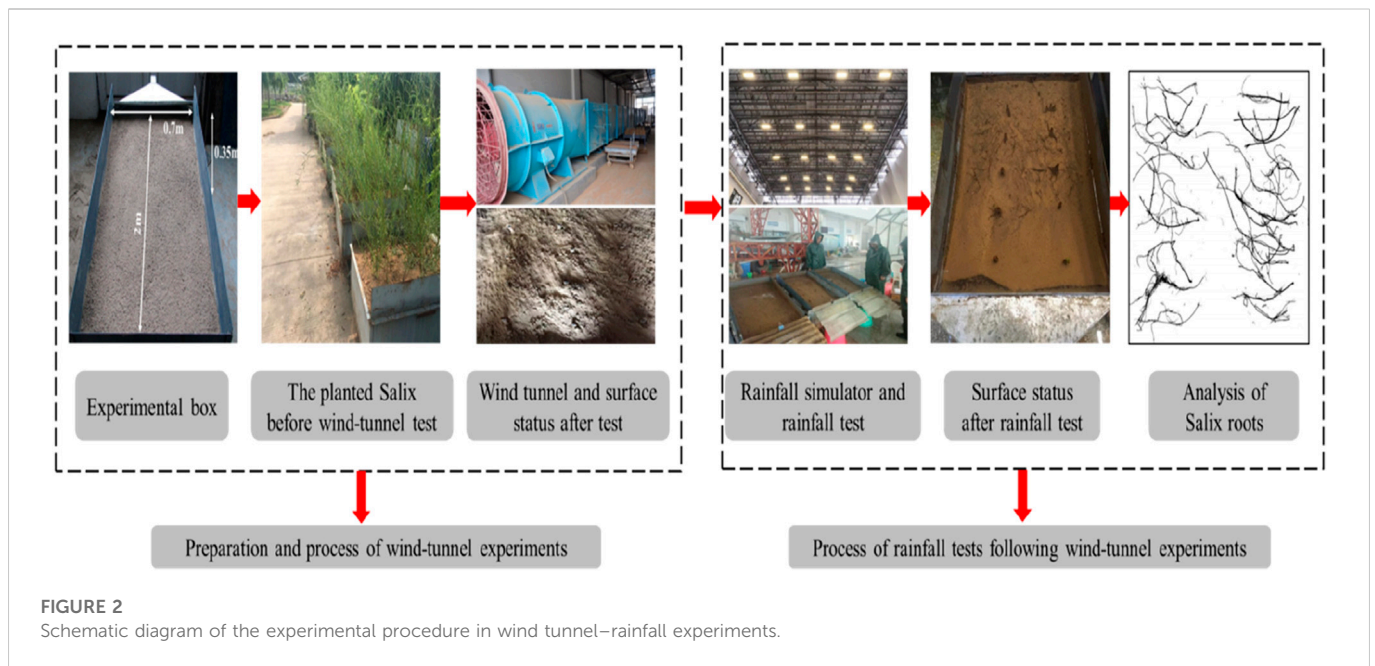 0.7m
0.35m
2 m
Experimental box
The planted Salix
before wind-tunnel test
Wind tunnel and surface
status after test
Rainfall simulator and
rainfall test
Surface status
after rainfall test
Analysis of
Salix roots
Preparation and process of wind-tunnel experiments
Process of rainfall tests following wind-tunnel experiments
FIGURE 2
Schematic diagram of the experimental procedure in wind tunnel–rainfall experiments.